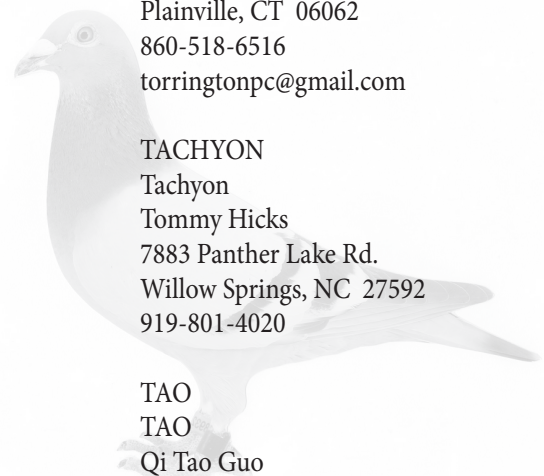 Plainville, CT  06062
860-518-6516
torringtonpc@gmail.com
TACHYON
Tachyon
Tommy Hicks
7883 Panther Lake Rd.
Willow Springs, NC  27592
919-801-4020
TAO
TAO
Qi Tao Guo